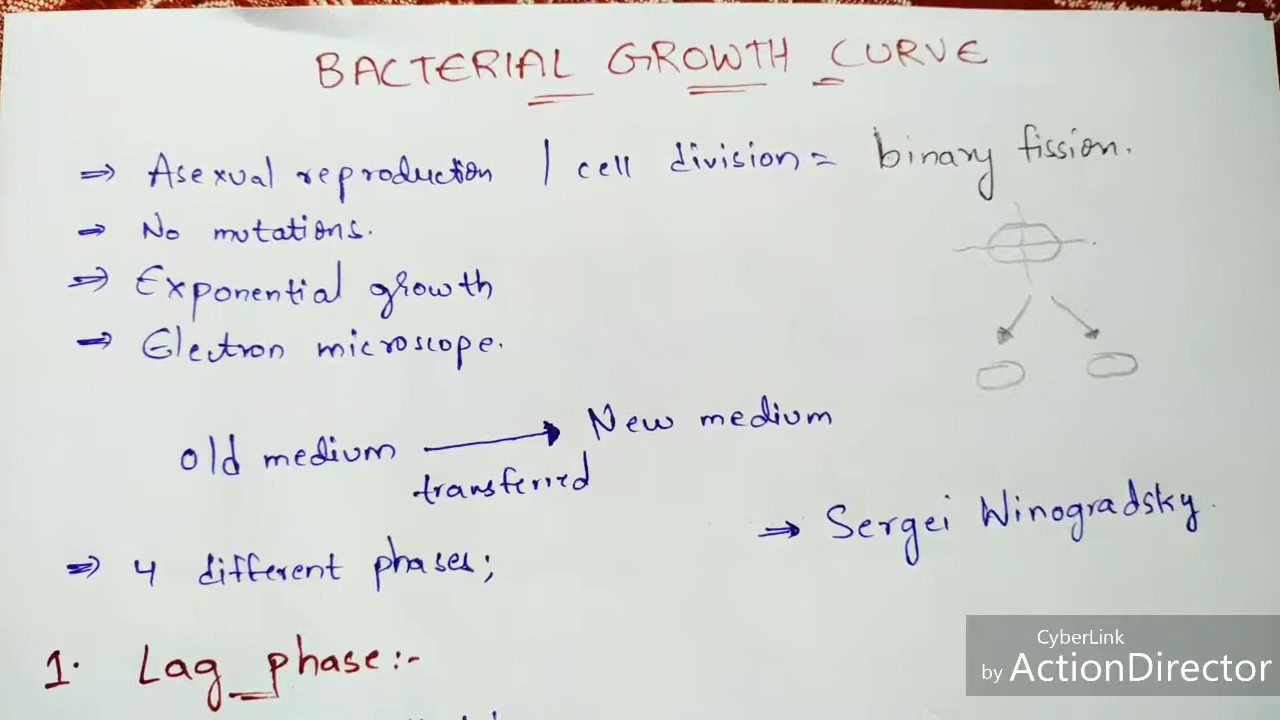 BACTERIAL GROWTH CURVE
⇒ Asexual reproduction / cell division = binary fission.
⇒ No mutations.
⇒ Exponential growth
⇒ Electron microscope.
old medium → New medium
transferred
⇒ Sergei Winogradsky.
⇒ 4 different phases;
1. Lag phase:-
CyberLink
by ActionDirector